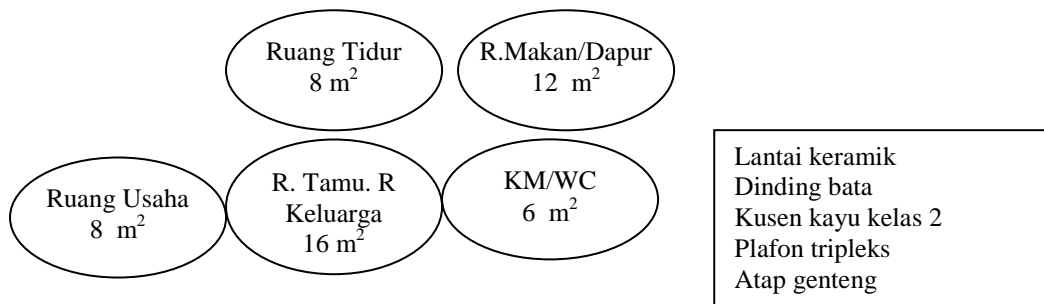 Ruang Tidur
8 m²
R.Makan/Dapur
12 m²
Ruang Usaha
8 m²
R. Tamu. R
Keluarga
16 m²
KM/WC
6 m²
Lantai keramik
Dinding bata
Kusen kayu kelas 2
Plafon tripleks
Atap genteng